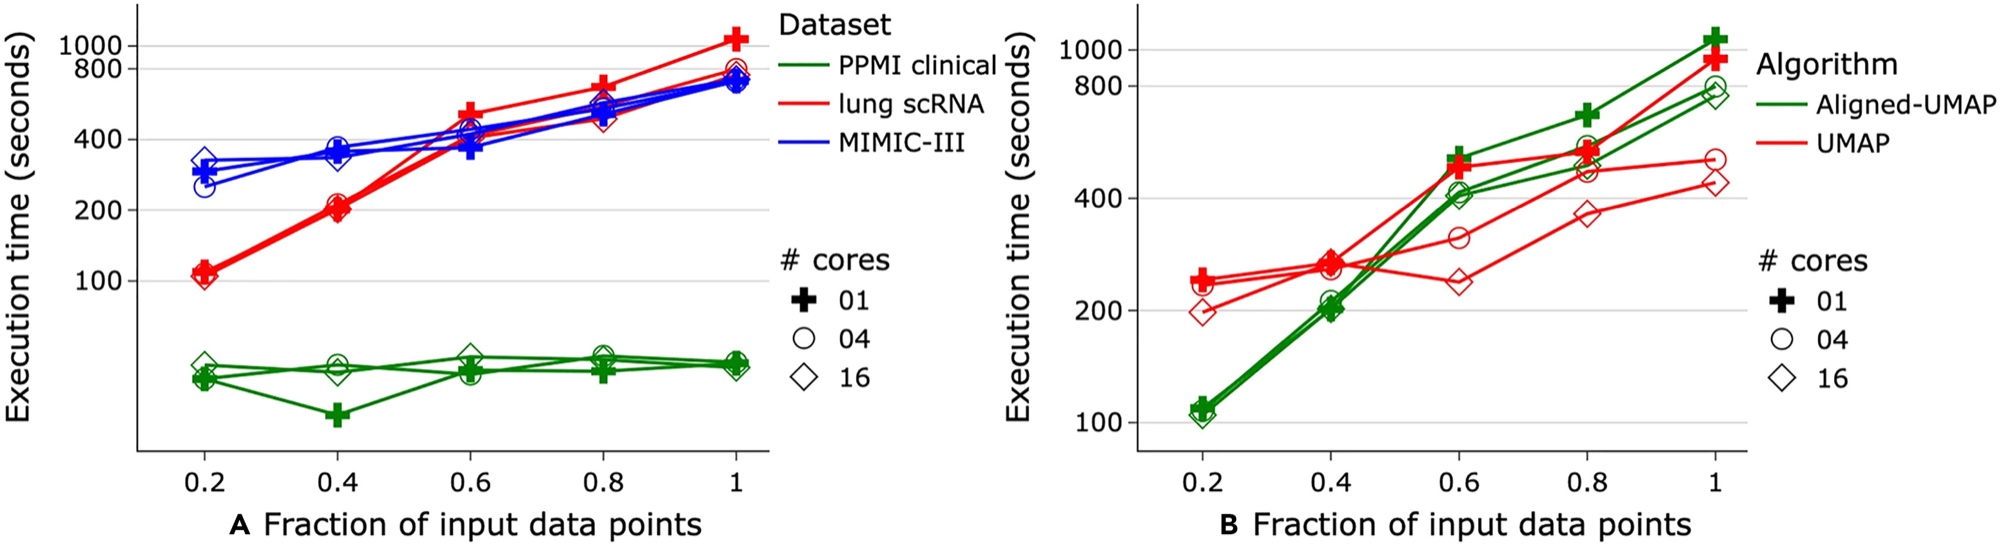 Execution time (seconds)
1000
800
400
200
100
0.2 0.4 0.6 0.8 1
A Fraction of input data points
Dataset
PPMI clinical
lung scRNA
MIMIC-III
# cores
01
04
16
Execution time (seconds)
1000
800
400
200
100
0.2 0.4 0.6 0.8 1
B Fraction of input data points
Algorithm
Aligned-UMAP
UMAP
# cores
01
04
16